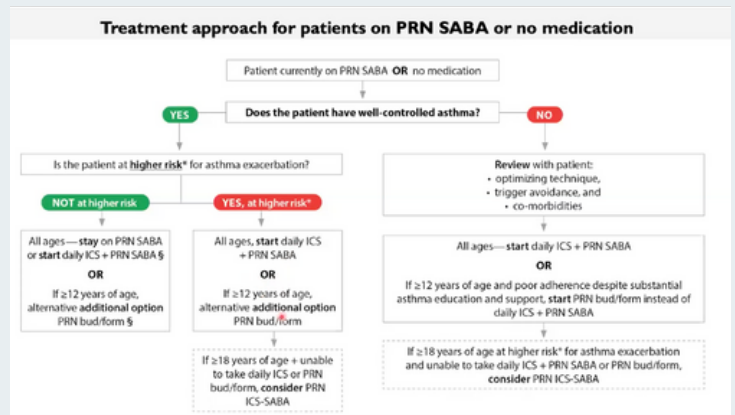 Treatment approach for patients on PRN SABA or no medication
Patient currently on PRN SABA OR no medication
Does the patient have well-controlled asthma?
YES
NO
Is the patient at higher risk* for asthma exacerbation?
NOT at higher risk
YES, at higher risk*
All ages—stay on PRN SABA
or start daily ICS + PRN SABA §
OR
If ≥12 years of age,
alternative additional option
PRN bud/form §
All ages, start daily ICS
+ PRN SABA
OR
If ≥12 years of age,
alternative additional option
PRN bud/form
If ≥18 years of age + unable
to take daily ICS or PRN
bud/form, consider PRN
ICS-SABA
Review with patient:
• optimizing technique,
• trigger avoidance, and
• co-morbidities
All ages—start daily ICS + PRN SABA
OR
If ≥12 years of age and poor adherence despite substantial
asthma education and support, start PRN bud/form instead of
daily ICS + PRN SABA
If ≥18 years of age at higher risk* for asthma exacerbation
and unable to take daily ICS + PRN SABA or PRN bud/form,
consider PRN ICS-SABA